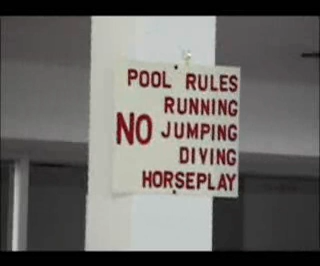 POOL RULES
RUNNING
NO JUMPING
DIVING
HORSEPLAY